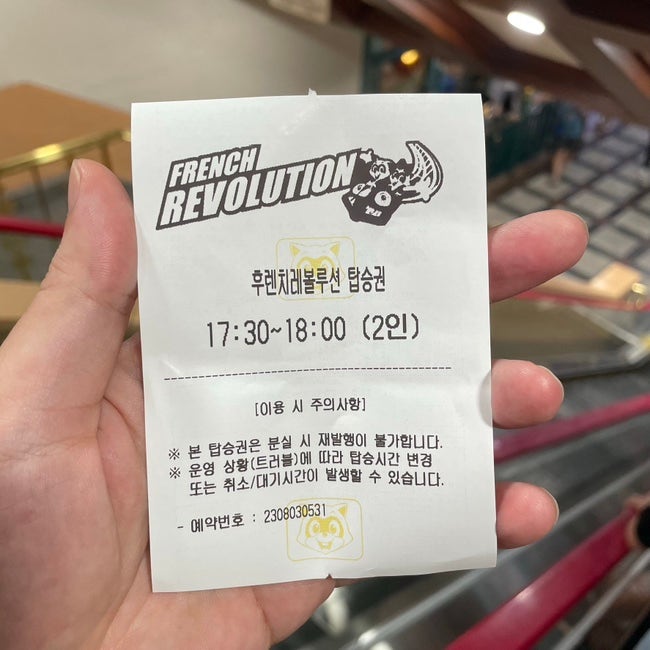 FRENCH
REVOLUTION
후렌치레볼루션 탑승권
17:30~18:00 (2인)
[이용 시 주의사항]
※ 본 탑승권은 분실 시 재발행이 불가합니다.
※ 운영 상황(트러블)에 따라 탑승시간 변경
또는 취소/대기시간이 발생할 수 있습니다.
- 예약번호 : 2308030531